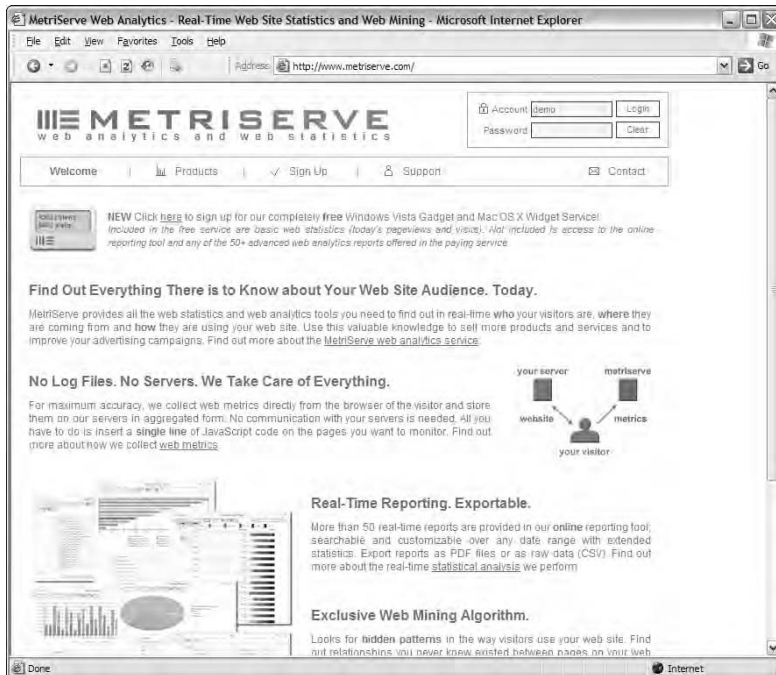 MetriServe Web Analytics - Real-Time Web Site Statistics and Web Mining - Microsoft Internet Explorer
File Edit View Favorites Tools Help
Address http://www.metriserve.com/ Go
METRISERVE
web analytics and web statistics
Account demo Login
Password Clear
Welcome | Products | Sign Up | Support Contact
NEW Click here to sign up for our completely free Windows Vista Gadget and Mac OS X Widget Service!
Included in the free service are basic web statistics (today's pageviews and visits). Not included is access to the online
reporting tool and any of the 50+ advanced web analytics reports offered in the paying service
Find Out Everything There is to Know about Your Web Site Audience. Today.
MetriServe provides all the web statistics and web analytics tools you need to find out in real-time who your visitors are, where they
are coming from and how they are using your web site. Use this valuable knowledge to sell more products and services and to
improve your advertising campaigns. Find out more about the MetriServe web analytics service.
No Log Files. No Servers. We Take Care of Everything.
For maximum accuracy, we collect web metrics directly from the browser of the visitor and store
them on our servers in aggregated form. No communication with your servers is needed. All you
have to do is insert a single line of JavaScript code on the pages you want to monitor. Find out
more about how we collect web metrics.
your server metriserve
website metrics
your visitor
Real-Time Reporting. Exportable.
More than 50 real-time reports are provided in our online reporting tool,
searchable and customizable over any date range with extended
statistics. Export reports as PDF files or as raw data (CSV). Find out
more about the real-time statistical analysis we perform
Exclusive Web Mining Algorithm.
Looks for hidden patterns in the way visitors use your web site. Find
out relationships you never knew existed between pages on your web
Done Internet